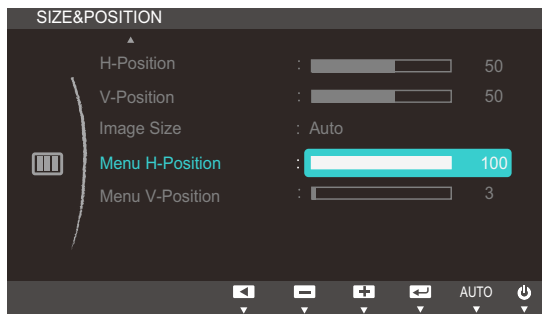 SIZE&POSITION
H-Position : 50
V-Position : 50
Image Size : Auto
Menu H-Position : 100
Menu V-Position : 3
AUTO